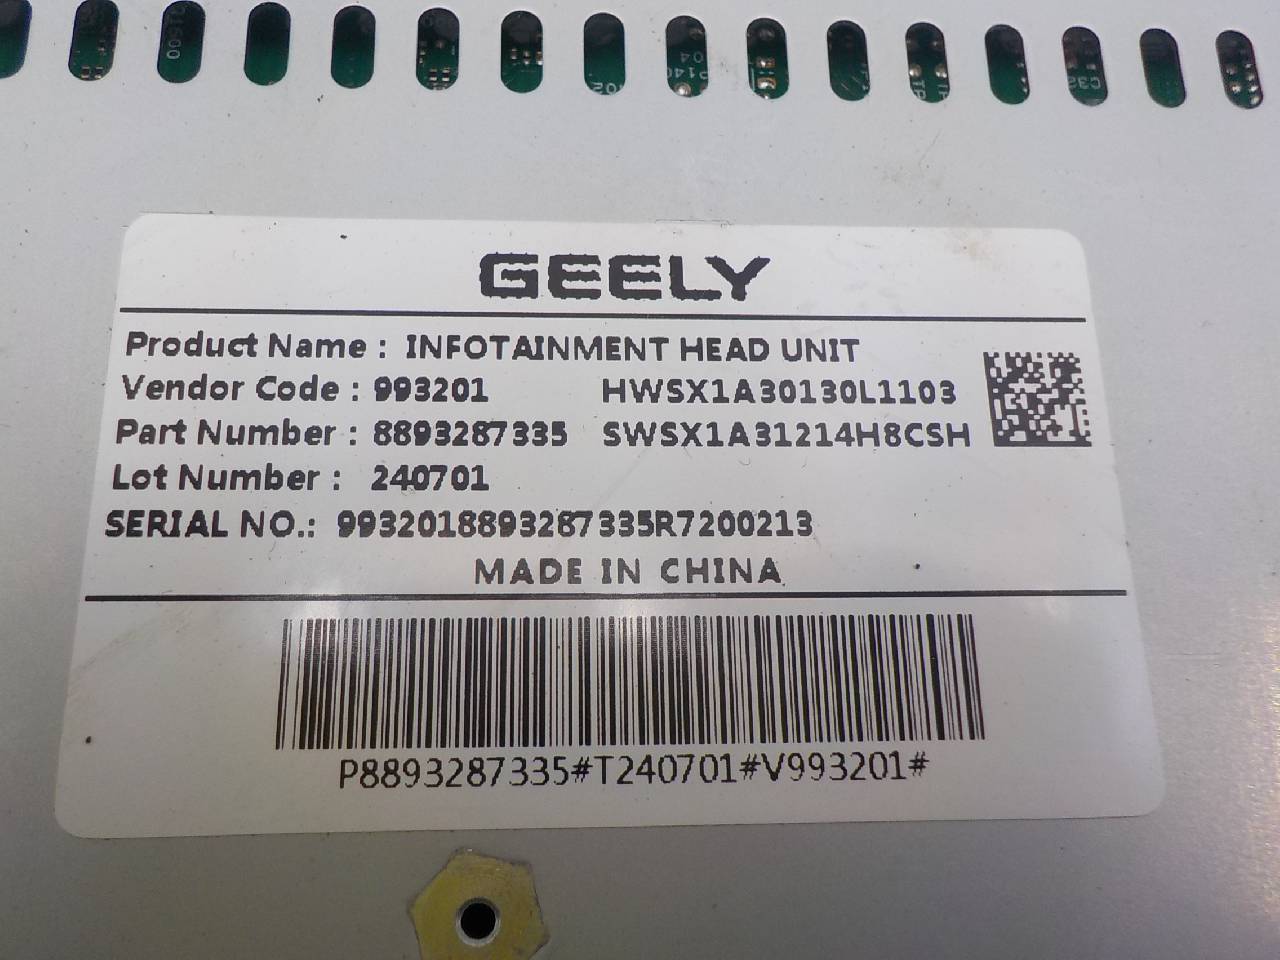 GEELY
Product Name : INFOTAINMENT HEAD UNIT
Vendor Code : 993201 HWSX1A30130L1103
Part Number : 8893287335 SWSX1A31214H8CSH
Lot Number : 240701
SERIAL NO.: 9932018893287335R7200213
MADE IN CHINA
P8893287335#T240701#V993201#